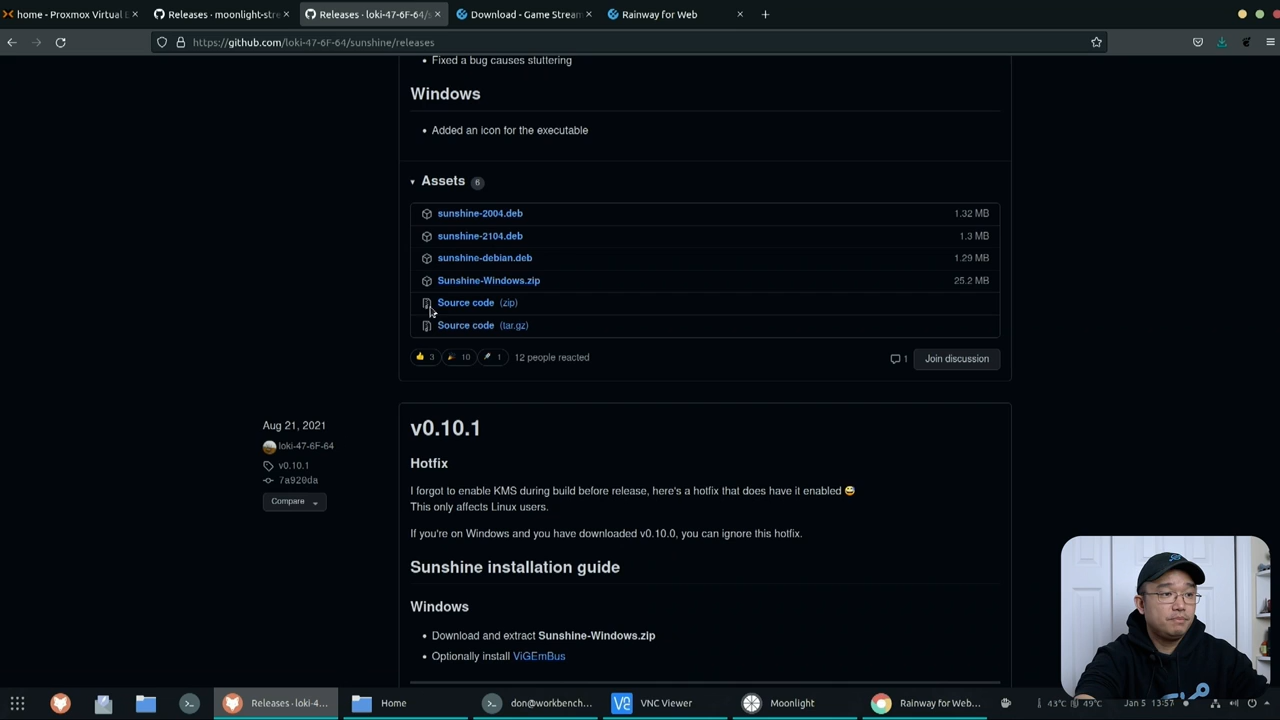 home - Proxmox Virtual E
Releases · moonlight-stre
Releases · loki-47-6F-64/s
Download - Game Stream
Rainway for Web
https://github.com/loki-47-6F-64/sunshine/releases
Fixed a bug causes stuttering
Windows
Added an icon for the executable
Assets 6
sunshine-2004.deb 1.32 MB
sunshine-2104.deb 1.3 MB
sunshine-debian.deb 1.29 MB
Sunshine-Windows.zip 25.2 MB
Source code (zip)
Source code (tar.gz)
3 10 1 12 people reacted 1 Join discussion
Aug 21, 2021
loki-47-6F-64
v0.10.1
7a920da
Compare
v0.10.1
Hotfix
I forgot to enable KMS during build before release, here's a hotfix that does have it enabled 😅
This only affects Linux users.
If you're on Windows and you have downloaded v0.10.0, you can ignore this hotfix.
Sunshine installation guide
Windows
Download and extract Sunshine-Windows.zip
Optionally install ViGEmBus
Releases · loki-4... Home don@workbench... VNC Viewer Moonlight Rainway for Web... 43°C 49°C Jan 5 13:57